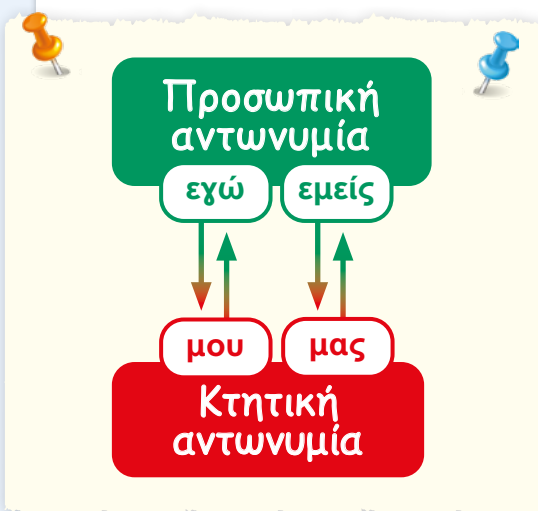 Προσωπική
αντωνυμία
εγώ εμείς
μου μας
Κτητική
αντωνυμία